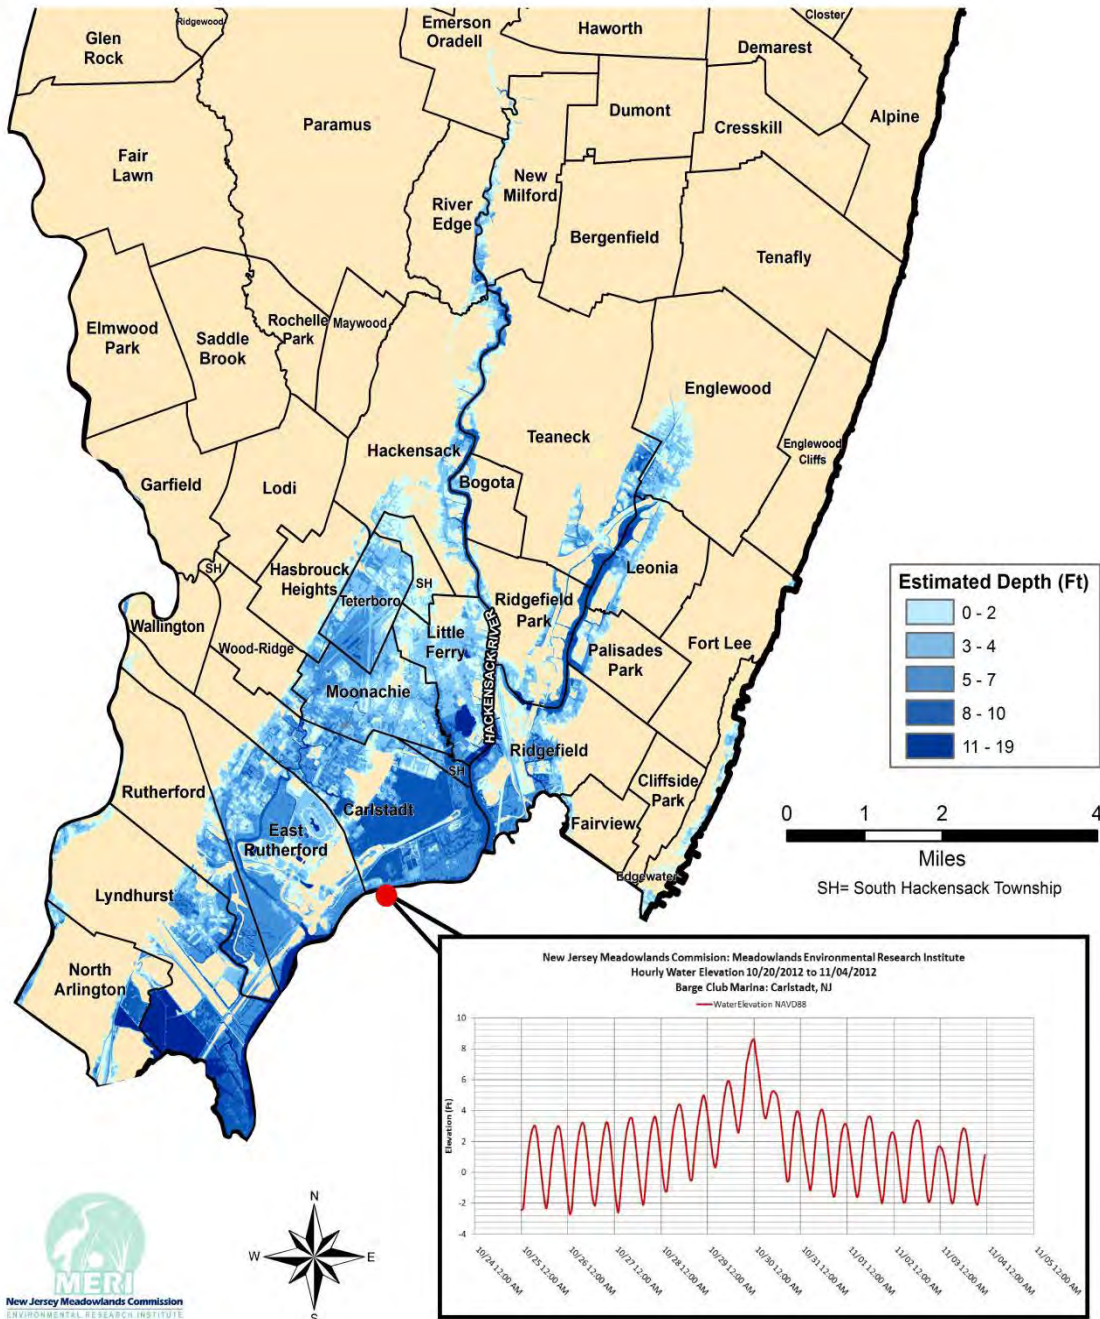 Glen
Rock
Ridgewood
Emerson
Oradell
Haworth
Closter
Demarest
Paramus
Dumont
Cresskill
Alpine
Fair
Lawn
New
Milford
River
Edge
Bergenfield
Tenafly
Elmwood
Park
Saddle
Brook
Rochelle
Park
Maywood
Englewood
Englewood
Cliffs
Teaneck
Hackensack
Bogota
Garfield
Lodi
SH
Hasbrouck
Heights
Teterboro
SH
Leonia
Wallington
Wood-Ridge
Little
Ferry
HACKENSACK RIVER
Ridgefield
Park
Palisades
Park
Fort Lee
Moonachie
Ridgefield
SH
Rutherford
Carlstadt
East
Rutherford
Cliffside
Park
Fairview
Edgewater
Lyndhurst
North
Arlington
Estimated Depth (Ft)
0 - 2
3 - 4
5 - 7
8 - 10
11 - 19
0 2 4
Miles
SH= South Hackensack Township
New Jersey Meadowlands Commision: Meadowlands Environmental Research Institute
Hourly Water Elevation 10/20/2012 to 11/04/2012
Barge Club Marina: Carlstadt, NJ
WaterElevation NAVD88
Elevation (Ft)
10
8
6
4
2
0
-2
-4
10/24 12:00 AM
10/25 12:00 AM
10/26 12:00 AM
10/27 12:00 AM
10/28 12:00 AM
10/29 12:00 AM
10/30 12:00 AM
10/31 12:00 AM
11/01 12:00 AM
11/02 12:00 AM
11/03 12:00 AM
11/04 12:00 AM
11/05 12:00 AM
N
W E
S
MERI
New Jersey Meadowlands Commission
ENVIRONMENTAL RESEARCH INSTITUTE